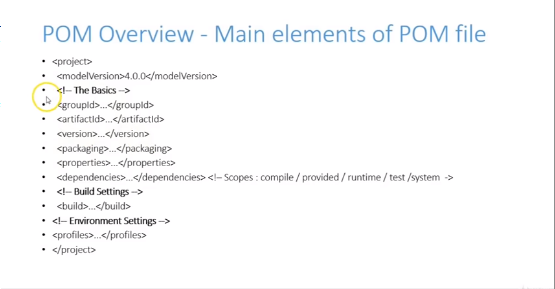 POM Overview - Main elements of POM file
• <project>
• <modelVersion>4.0.0</modelVersion>
• <!-- The Basics -->
• <groupId>...</groupId>
• <artifactId>...</artifactId>
• <version>...</version>
• <packaging>...</packaging>
• <properties>...</properties>
• <dependencies>...</dependencies> <!-- Scopes : compile / provided / runtime / test /system ->
• <!-- Build Settings -->
• <build>...</build>
• <!-- Environment Settings -->
• <profiles>...</profiles>
• </project>